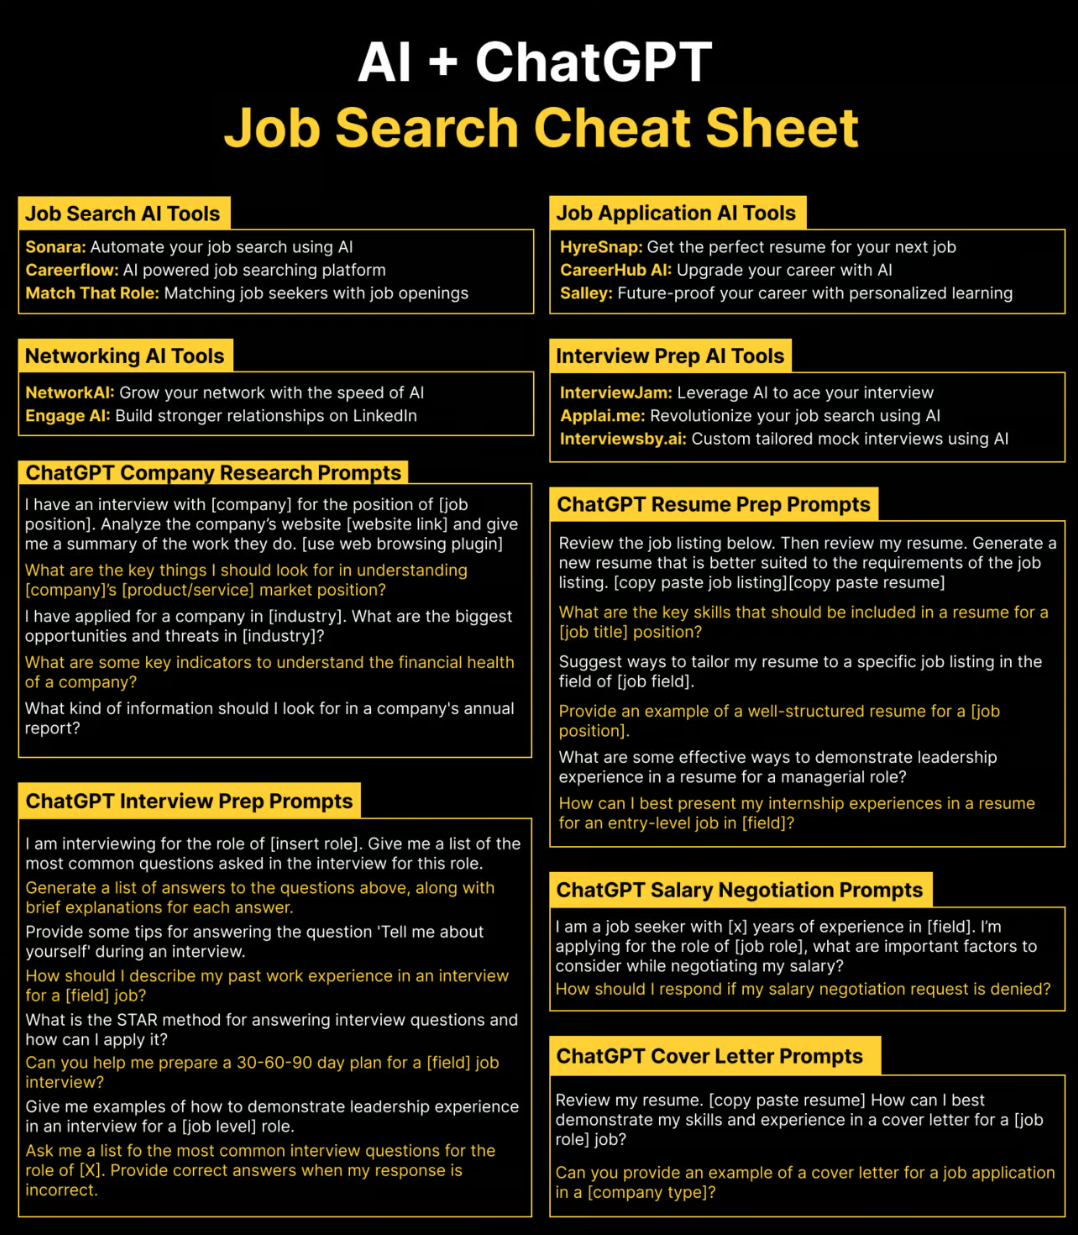 AI + ChatGPT
Job Search Cheat Sheet
Job Search AI Tools
Sonara: Automate your job search using AI
Careerflow: AI powered job searching platform
Match That Role: Matching job seekers with job openings
Job Application AI Tools
HyreSnap: Get the perfect resume for your next job
CareerHub AI: Upgrade your career with AI
Salley: Future-proof your career with personalized learning
Networking AI Tools
NetworkAI: Grow your network with the speed of AI
Engage AI: Build stronger relationships on LinkedIn
Interview Prep AI Tools
InterviewJam: Leverage AI to ace your interview
Applai.me: Revolutionize your job search using AI
Interviewsby.ai: Custom tailored mock interviews using AI
ChatGPT Company Research Prompts
I have an interview with [company] for the position of [job
position]. Analyze the company's website [website link] and give
me a summary of the work they do. [use web browsing plugin]
What are the key things I should look for in understanding
[company]'s [product/service] market position?
I have applied for a company in [industry]. What are the biggest
opportunities and threats in [industry]?
What are some key indicators to understand the financial health
of a company?
What kind of information should I look for in a company's annual
report?
ChatGPT Resume Prep Prompts
Review the job listing below. Then review my resume. Generate a
new resume that is better suited to the requirements of the job
listing. [copy paste job listing][copy paste resume]
What are the key skills that should be included in a resume for a
[job title] position?
Suggest ways to tailor my resume to a specific job listing in the
field of [job field].
Provide an example of a well-structured resume for a [job
position].
What are some effective ways to demonstrate leadership
experience in a resume for a managerial role?
How can I best present my internship experiences in a resume
for an entry-level job in [field]?
ChatGPT Interview Prep Prompts
I am interviewing for the role of [insert role]. Give me a list of the
most common questions asked in the interview for this role.
Generate a list of answers to the questions above, along with
brief explanations for each answer.
Provide some tips for answering the question 'Tell me about
yourself' during an interview.
How should I describe my past work experience in an interview
for a [field] job?
What is the STAR method for answering interview questions and
how can I apply it?
Can you help me prepare a 30-60-90 day plan for a [field] job
interview?
Give me examples of how to demonstrate leadership experience
in an interview for a [job level] role.
Ask me a list fo the most common interview questions for the
role of [X]. Provide correct answers when my response is
incorrect.
ChatGPT Salary Negotiation Prompts
I am a job seeker with [x] years of experience in [field]. I'm
applying for the role of [job role], what are important factors to
consider while negotiating my salary?
How should I respond if my salary negotiation request is denied?
ChatGPT Cover Letter Prompts
Review my resume. [copy paste resume] How can I best
demonstrate my skills and experience in a cover letter for a [job
role] job?
Can you provide an example of a cover letter for a job application
in a [company type]?